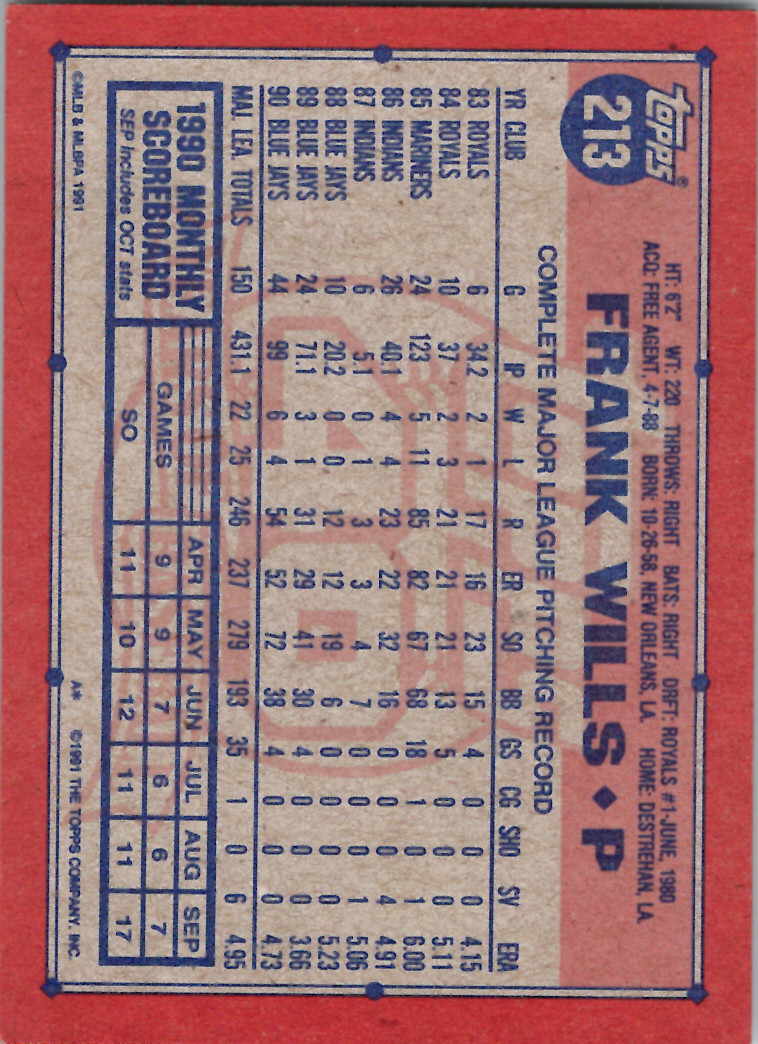 TOPPS®
213
HT: 6'2" WT: 220 THROWS: RIGHT BATS: RIGHT DRFT: ROYALS #1-JUNE, 1980
ACQ: FREE AGENT, 4-7-88 BORN: 10-26-58, NEW ORLEANS, LA HOME: DESTREHAN, LA
FRANK WILLS ♦ P
COMPLETE MAJOR LEAGUE PITCHING RECORD
YR CLUB G IP W L R ER SO BB GS CG SHO SV ERA
83 ROYALS 6 34.2 2 1 17 16 23 15 4 0 0 0 4.15
84 ROYALS 10 37 2 3 21 21 21 13 5 0 0 0 5.11
85 MARINERS 24 123 5 11 85 82 67 68 18 1 0 1 6.00
86 INDIANS 26 40.1 4 4 23 22 32 16 0 0 0 4 4.91
87 INDIANS 6 5.1 0 1 3 3 4 7 0 0 0 1 5.06
88 BLUE JAYS 10 20.2 0 0 12 12 19 6 0 0 0 0 5.23
89 BLUE JAYS 24 71.1 3 1 31 29 41 30 4 0 0 0 3.66
90 BLUE JAYS 44 99 6 4 54 52 72 38 4 0 0 0 4.73
MAJ LEA TOTALS 150 431.1 22 25 246 237 279 193 35 1 0 6 4.95
1990 MONTHLY
SCOREBOARD
SEP Includes OCT stats
APR MAY JUN JUL AUG SEP
GAMES 9 9 7 6 6 7
SO 11 10 12 11 11 17
©MLB & MLBPA 1991 A* ©1991 THE TOPPS COMPANY, INC.